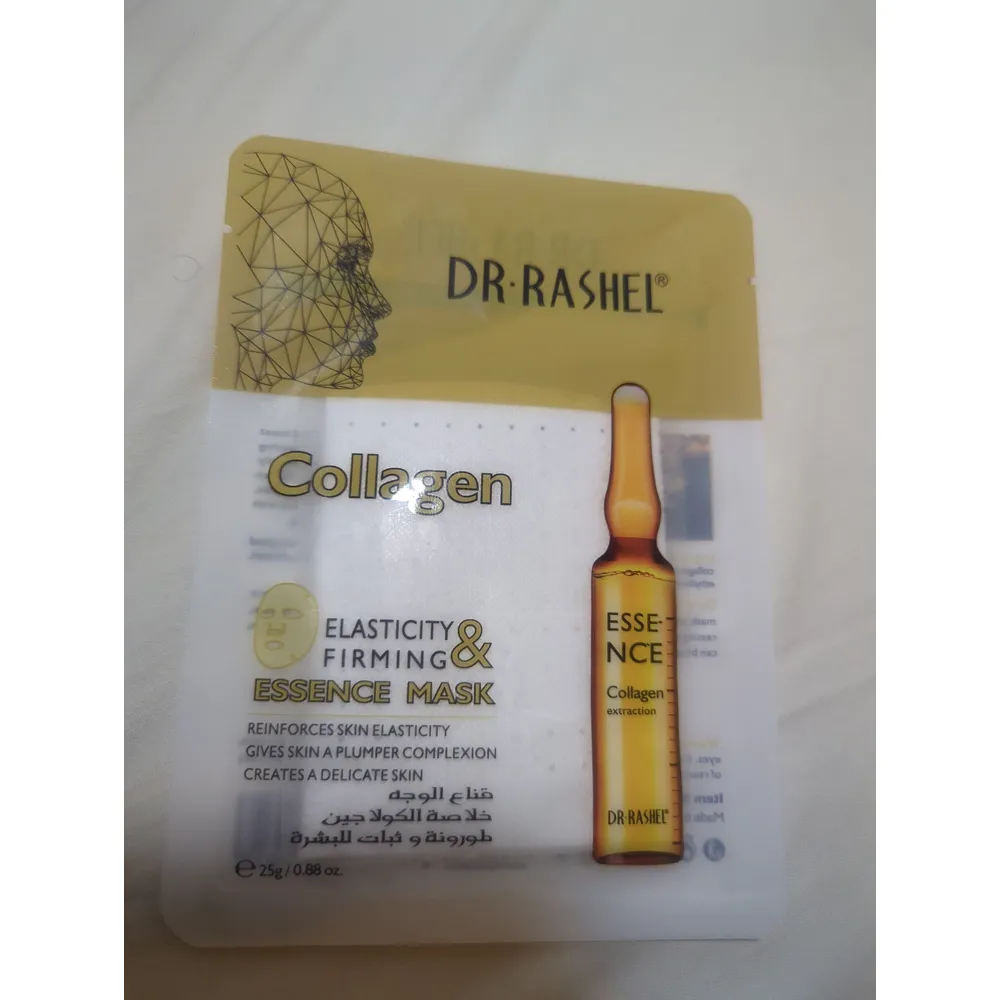 DR·RASHEL®
Collagen
ELASTICITY &
FIRMING
ESSENCE MASK
REINFORCES SKIN ELASTICITY
GIVES SKIN A PLUMPER COMPLEXION
CREATES A DELICATE SKIN
قناع الوجه
خلاصة الكولاجين
طورونة و ثبات للبشرة
℮ 25g / 0.88 oz.
ESSE-
NCE
Collagen
extraction
DR·RASHEL®